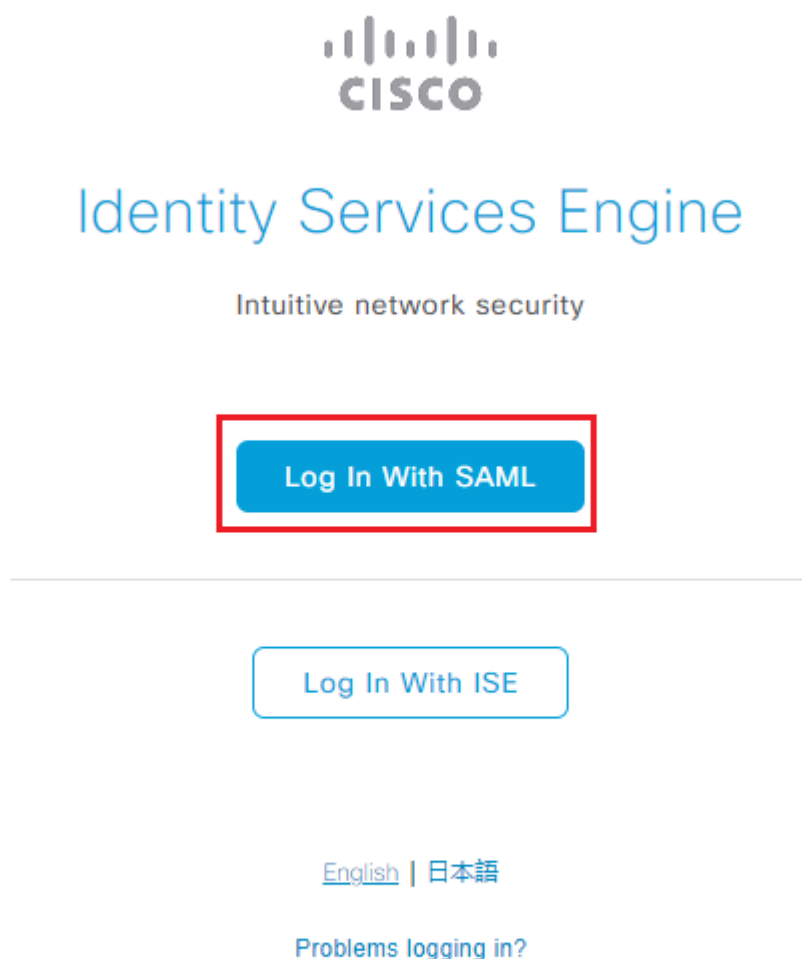 CISCO
Identity Services Engine
Intuitive network security
Log In With SAML
Log In With ISE
English | 日本語
Problems logging in?